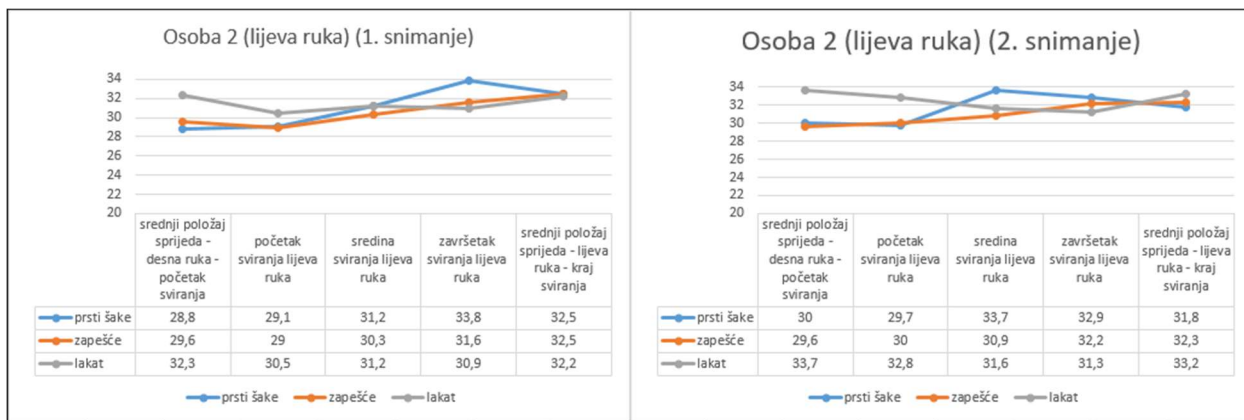 Osoba 2 (lijeva ruka) (1. snimanje)
34
32
30
28
26
24
22
20
srednji položaj
sprijeda -
desna ruka -
početak
sviranja
početak
sviranja lijeva
ruka
sredina
sviranja lijeva
ruka
završetak
sviranja lijeva
ruka
srednji položaj
sprijeda - lijeva
ruka - kraj
sviranja
prsti šake 28,8 29,1 31,2 33,8 32,5
zapešće 29,6 29 30,3 31,6 32,5
lakat 32,3 30,5 31,2 30,9 32,2
prsti šake zapešće lakat
Osoba 2 (lijeva ruka) (2. snimanje)
34
32
30
28
26
24
22
20
srednji položaj
sprijeda -
desna ruka -
početak
sviranja
početak
sviranja lijeva
ruka
sredina
sviranja lijeva
ruka
završetak
sviranja lijeva
ruka
srednji položaj
sprijeda - lijeva
ruka - kraj
sviranja
prsti šake 30 29,7 33,7 32,9 31,8
zapešće 29,6 30 30,9 32,2 32,3
lakat 33,7 32,8 31,6 31,3 33,2
prsti šake zapešće lakat